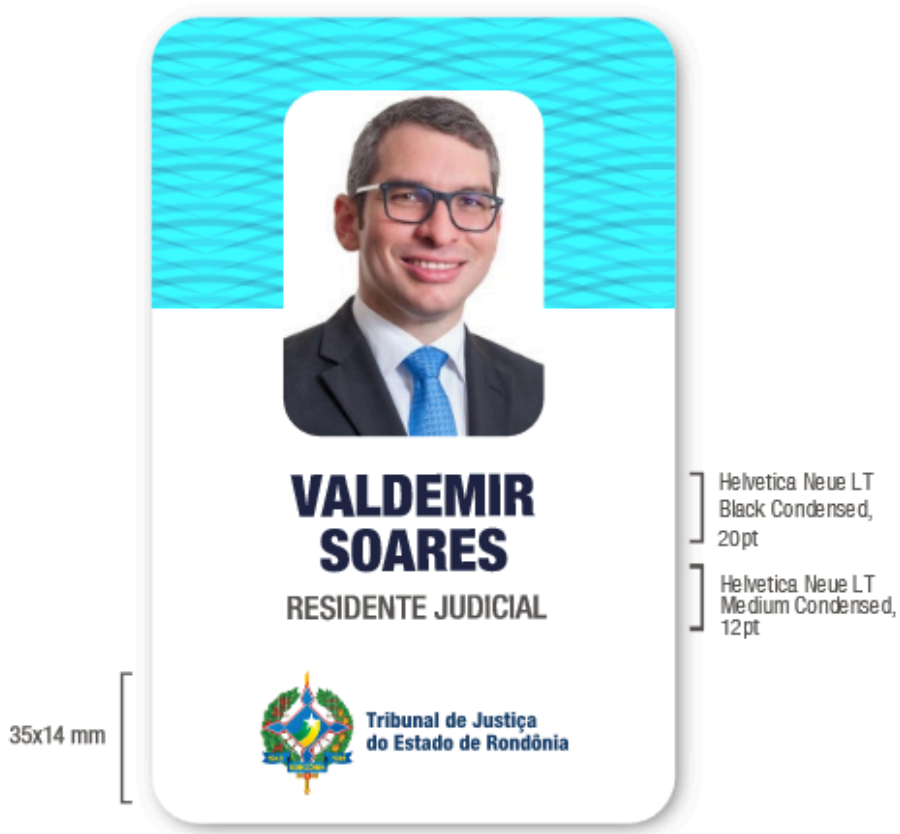 VALDEMIR
SOARES
RESIDENTE JUDICIAL
Helvetica Neue LT
Black Condensed,
20pt
Helvetica Neue LT
Medium Condensed,
12pt
35x14 mm
Tribunal de Justiça
do Estado de Rondônia